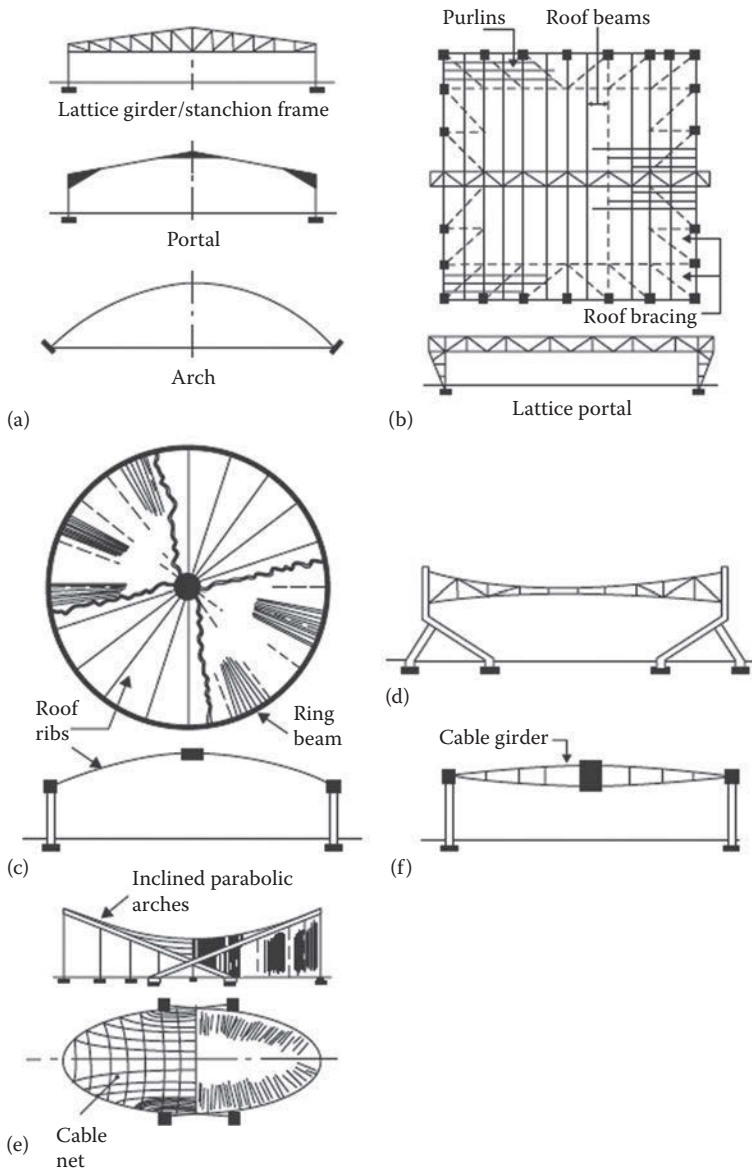 Lattice girder/stanchion frame
Portal
Arch
(a)
Purlins
Roof beams
Roof bracing
Lattice portal
(b)
Roof
ribs
Ring
beam
(c)
(d)
Cable girder
(f)
Inclined parabolic
arches
Cable
net
(e)